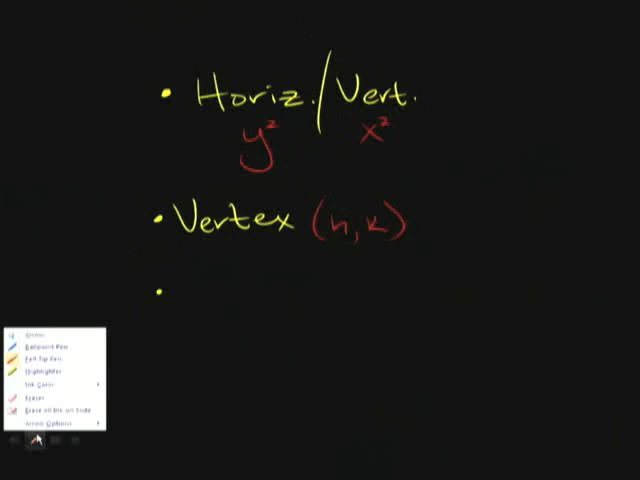 • Horiz./Vert.
y² x²
• Vertex (h,k)
•
Arrow
Ballpoint Pen
Felt Tip Pen
Highlighter
Ink Color
Eraser
Erase all Ink on Slide
Arrow Options